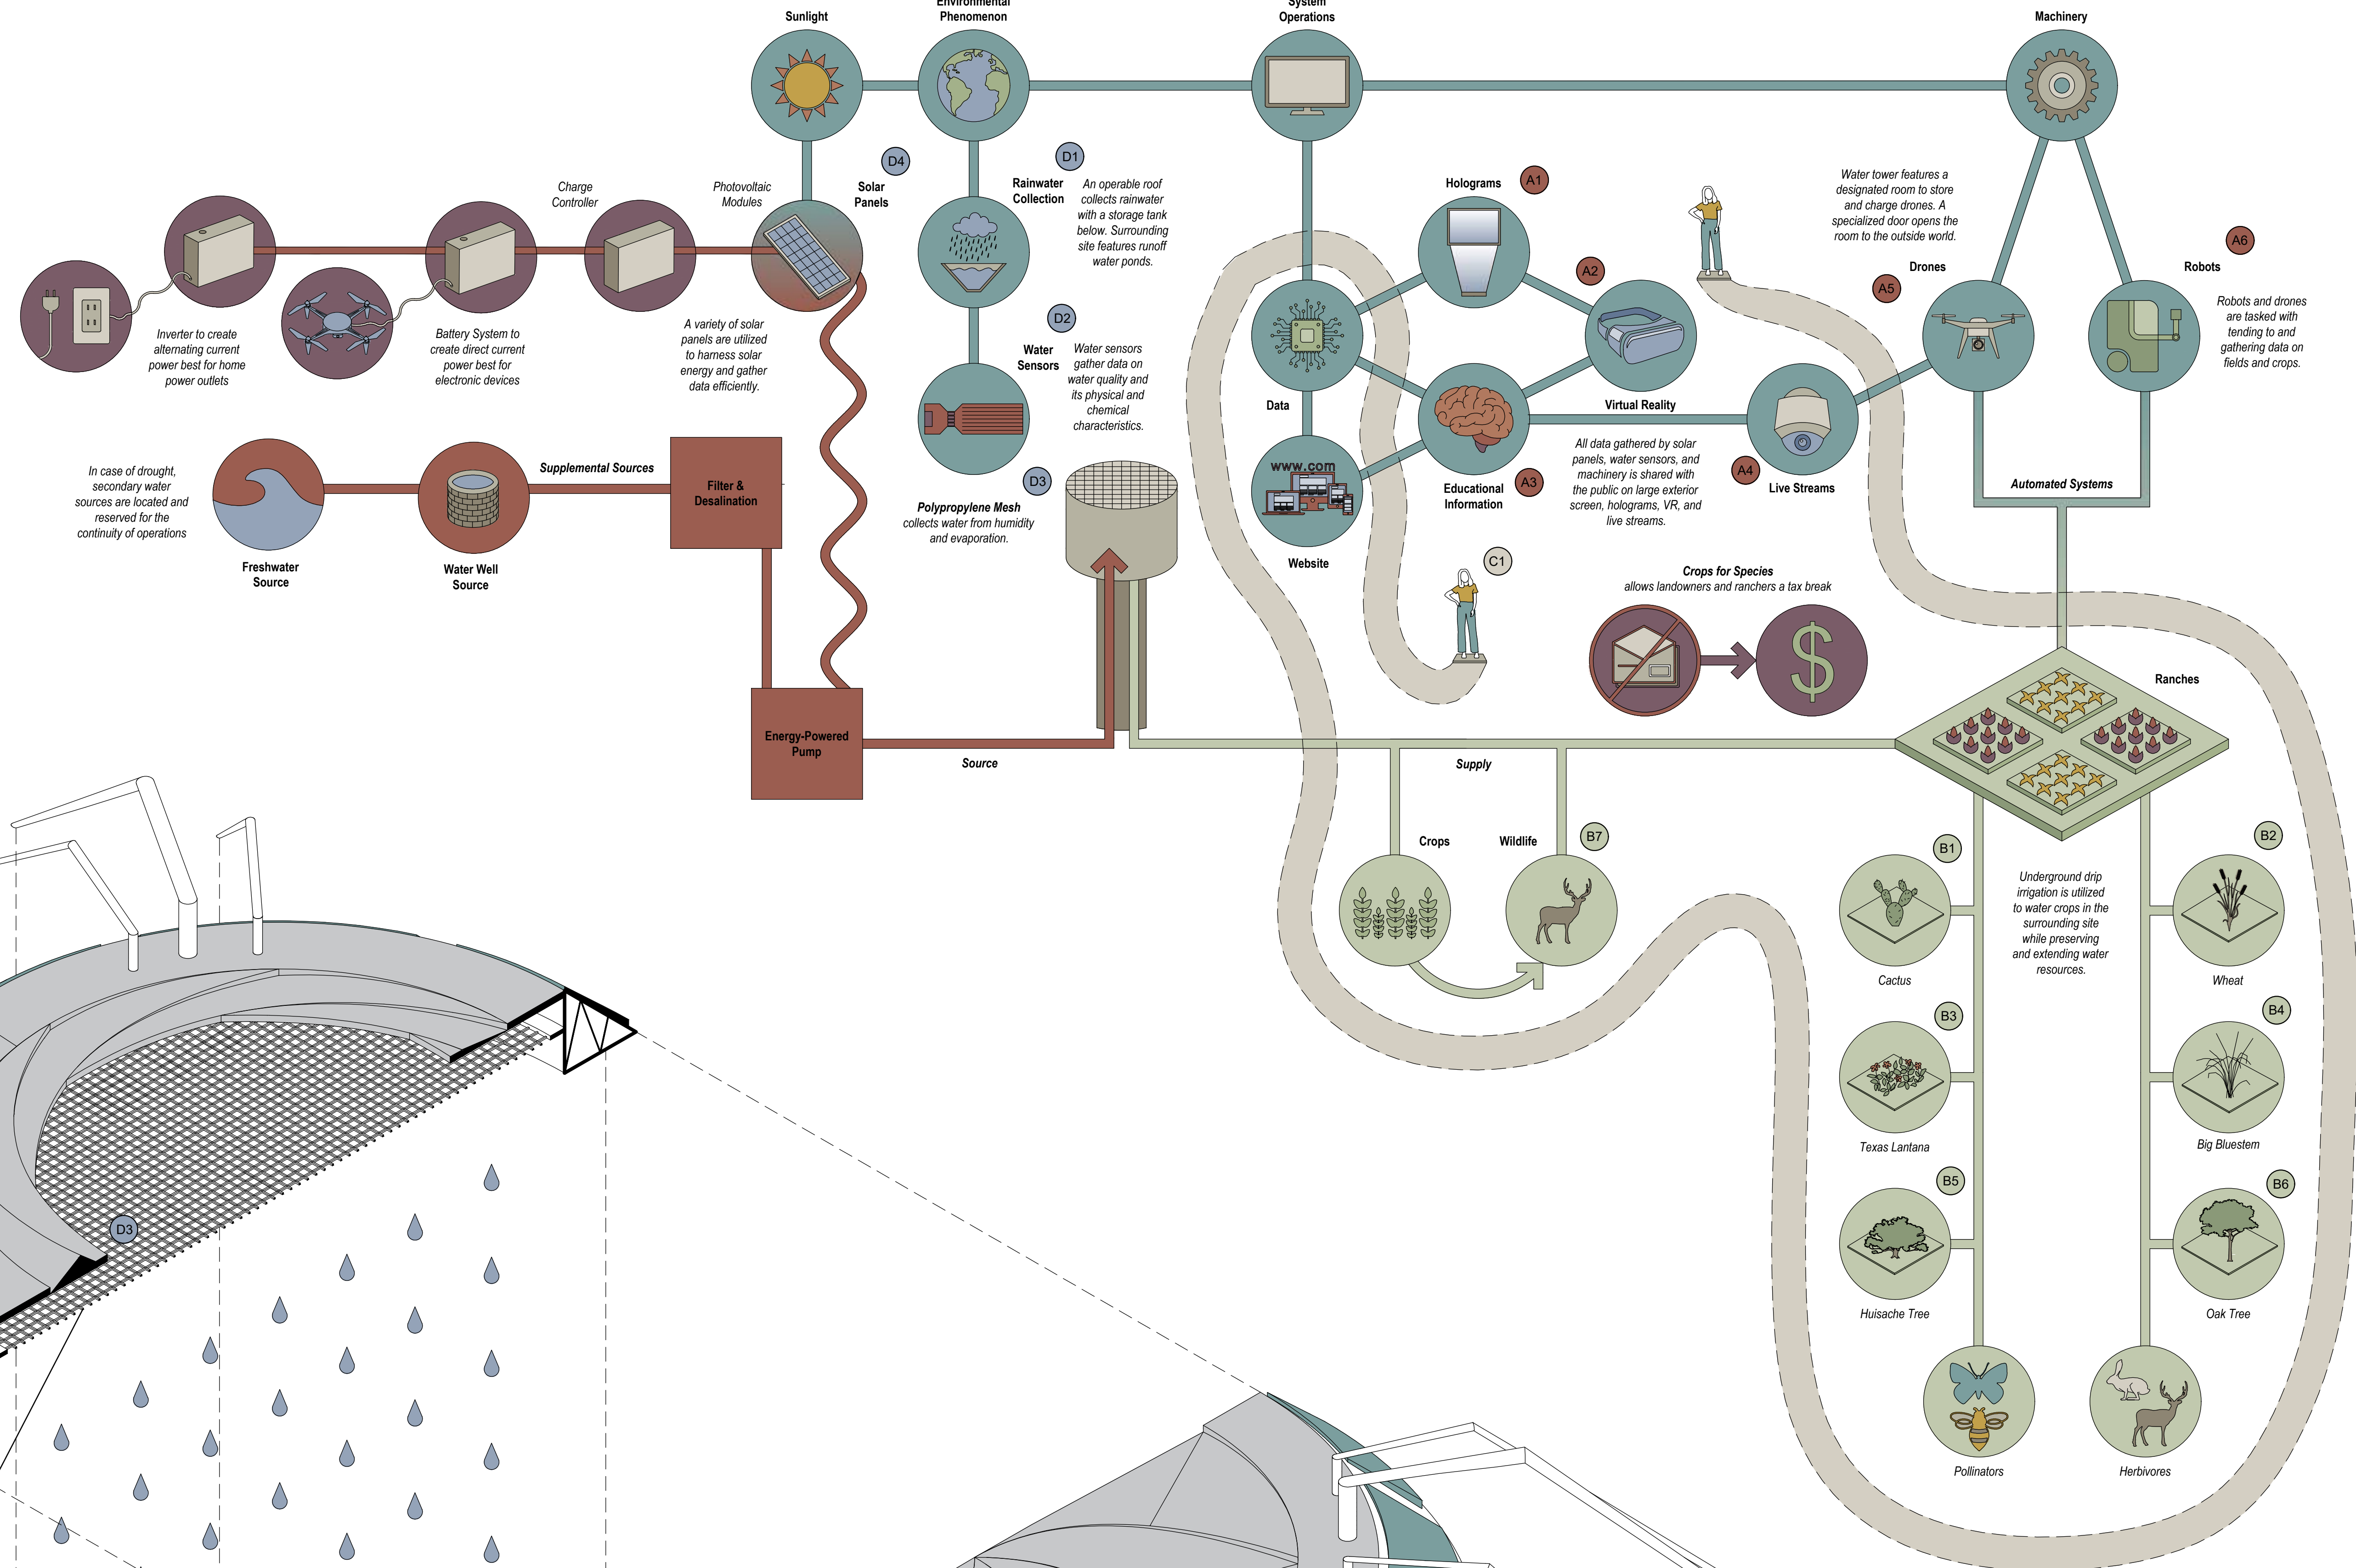 Sunlight
Environmental
Phenomenon
System
Operations
Machinery
D4
Solar
Panels
Photovoltaic
Modules
Charge
Controller
A variety of solar
panels are utilized
to harness solar
energy and gather
data efficiently.
Battery System to
create direct current
power best for
electronic devices
Inverter to create
alternating current
power best for home
power outlets
D1
Rainwater
Collection
An operable roof
collects rainwater
with a storage tank
below. Surrounding
site features runoff
water ponds.
D2
Water
Sensors
Water sensors
gather data on
water quality and
its physical and
chemical
characteristics.
D3
Polypropylene Mesh
collects water from humidity
and evaporation.
Holograms
A1
A2
Data
Virtual Reality
www.com
Website
Educational
Information
A3
All data gathered by solar
panels, water sensors, and
machinery is shared with
the public on large exterior
screen, holograms, VR, and
live streams.
A4
Live Streams
Water tower features a
designated room to store
and charge drones. A
specialized door opens the
room to the outside world.
A5
Drones
A6
Robots
Robots and drones
are tasked with
tending to and
gathering data on
fields and crops.
Automated Systems
In case of drought,
secondary water
sources are located and
reserved for the
continuity of operations
Freshwater
Source
Water Well
Source
Supplemental Sources
Filter &
Desalination
Energy-Powered
Pump
Source
Supply
C1
Crops for Species
allows landowners and ranchers a tax break
$
Ranches
Crops
Wildlife
B7
B1
Cactus
B2
Wheat
Underground drip
irrigation is utilized
to water crops in the
surrounding site
while preserving
and extending water
resources.
B3
Texas Lantana
B4
Big Bluestem
B5
Huisache Tree
B6
Oak Tree
Pollinators
Herbivores
D3